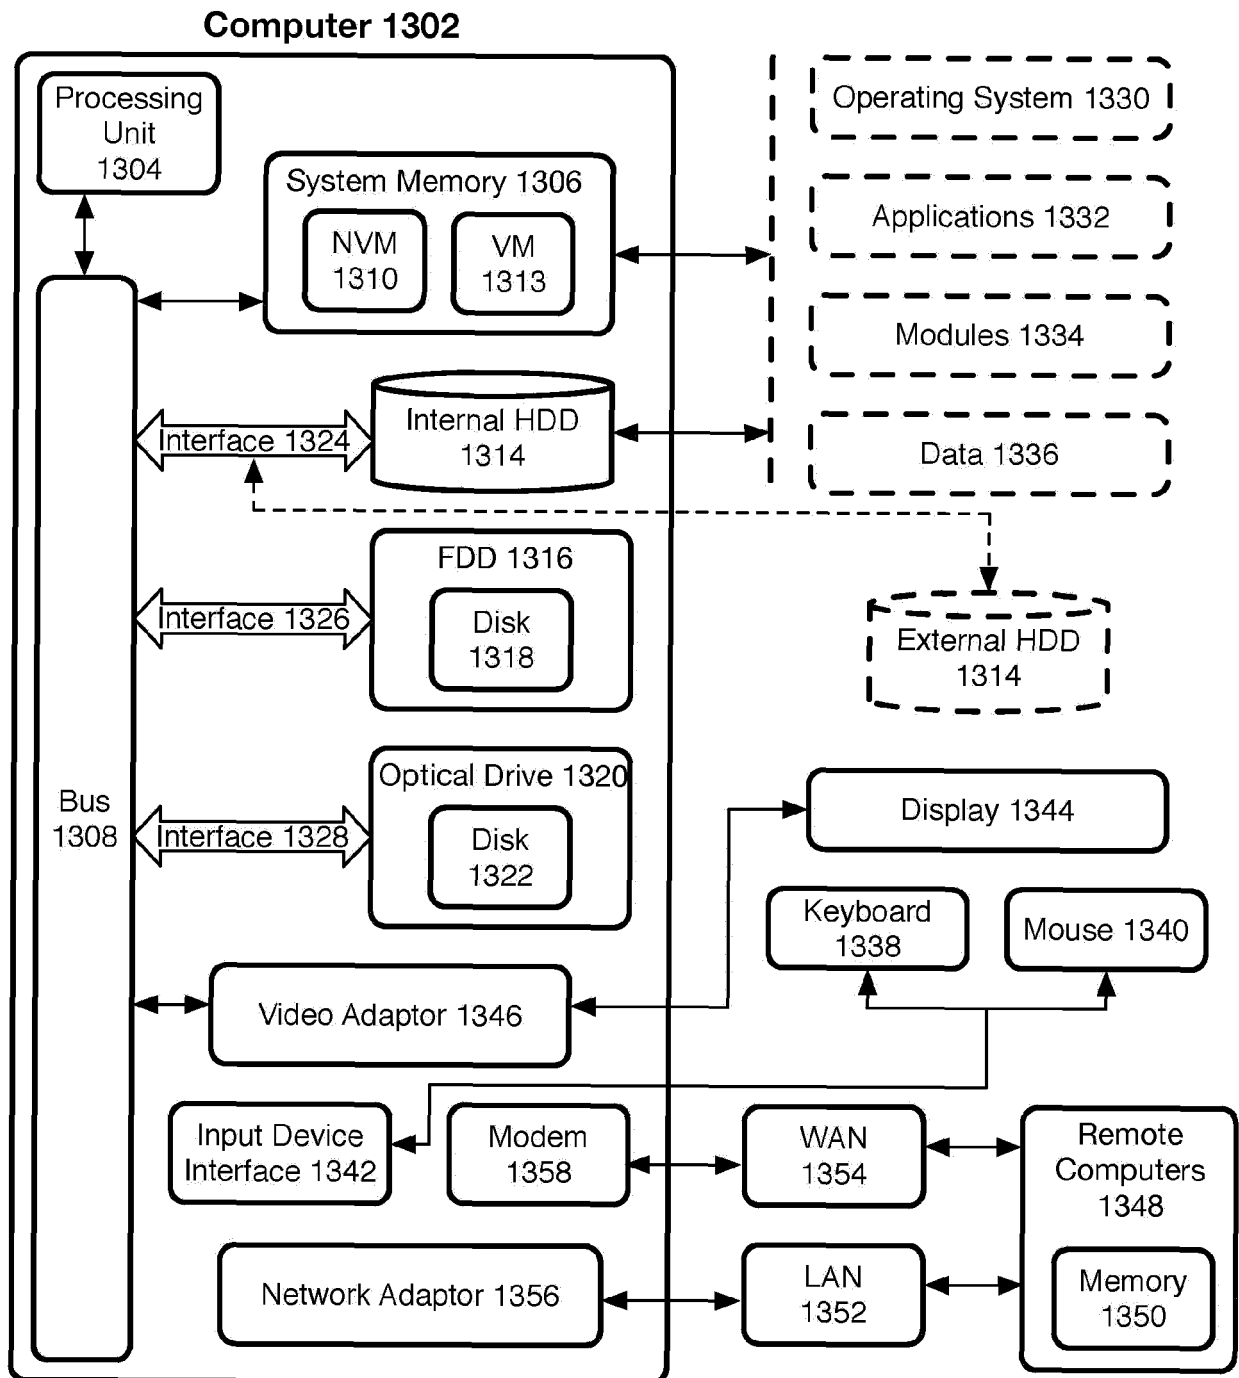 Computer 1302
Processing
Unit
1304
System Memory 1306
NVM
1310
VM
1313
Operating System 1330
Applications 1332
Modules 1334
Data 1336
Interface 1324
Internal HDD
1314
External HDD
1314
Interface 1326
FDD 1316
Disk
1318
Bus
1308
Interface 1328
Optical Drive 1320
Disk
1322
Display 1344
Keyboard
1338
Mouse 1340
Video Adaptor 1346
Input Device
Interface 1342
Modem
1358
WAN
1354
Remote
Computers
1348
Network Adaptor 1356
LAN
1352
Memory
1350